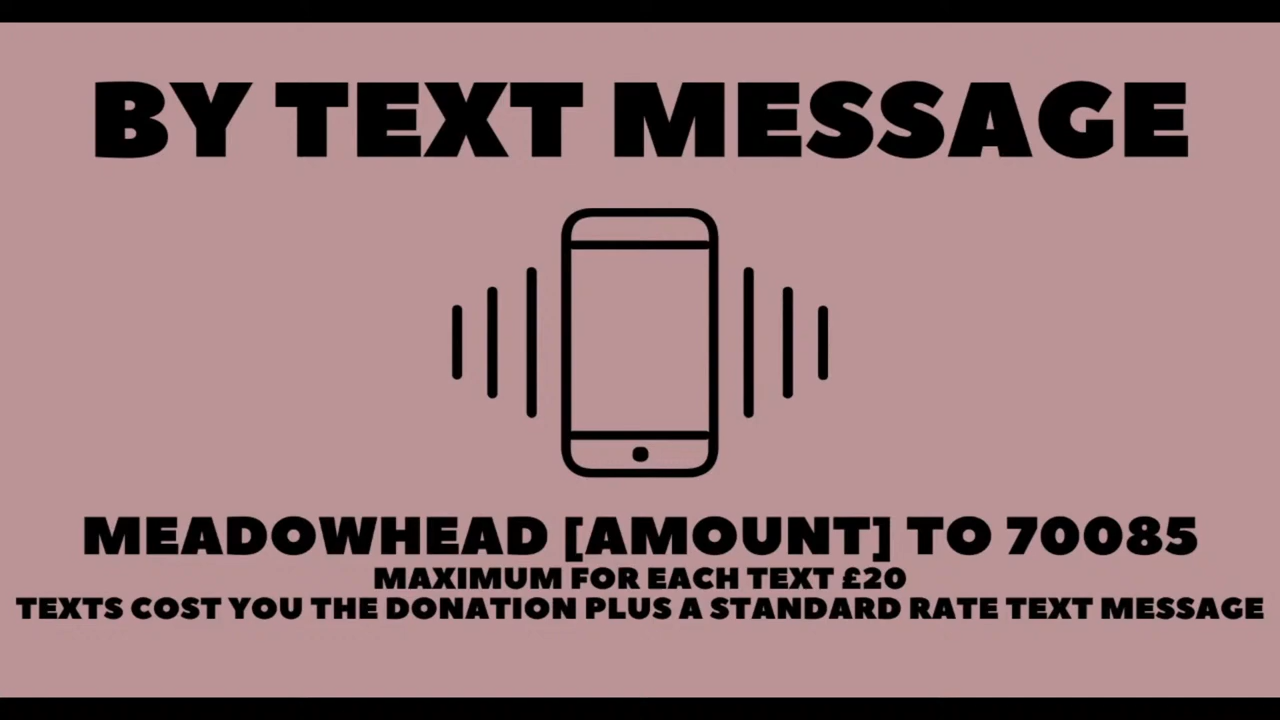 BY TEXT MESSAGE
MEADOWHEAD [AMOUNT] TO 70085
MAXIMUM FOR EACH TEXT £20
TEXTS COST YOU THE DONATION PLUS A STANDARD RATE TEXT MESSAGE